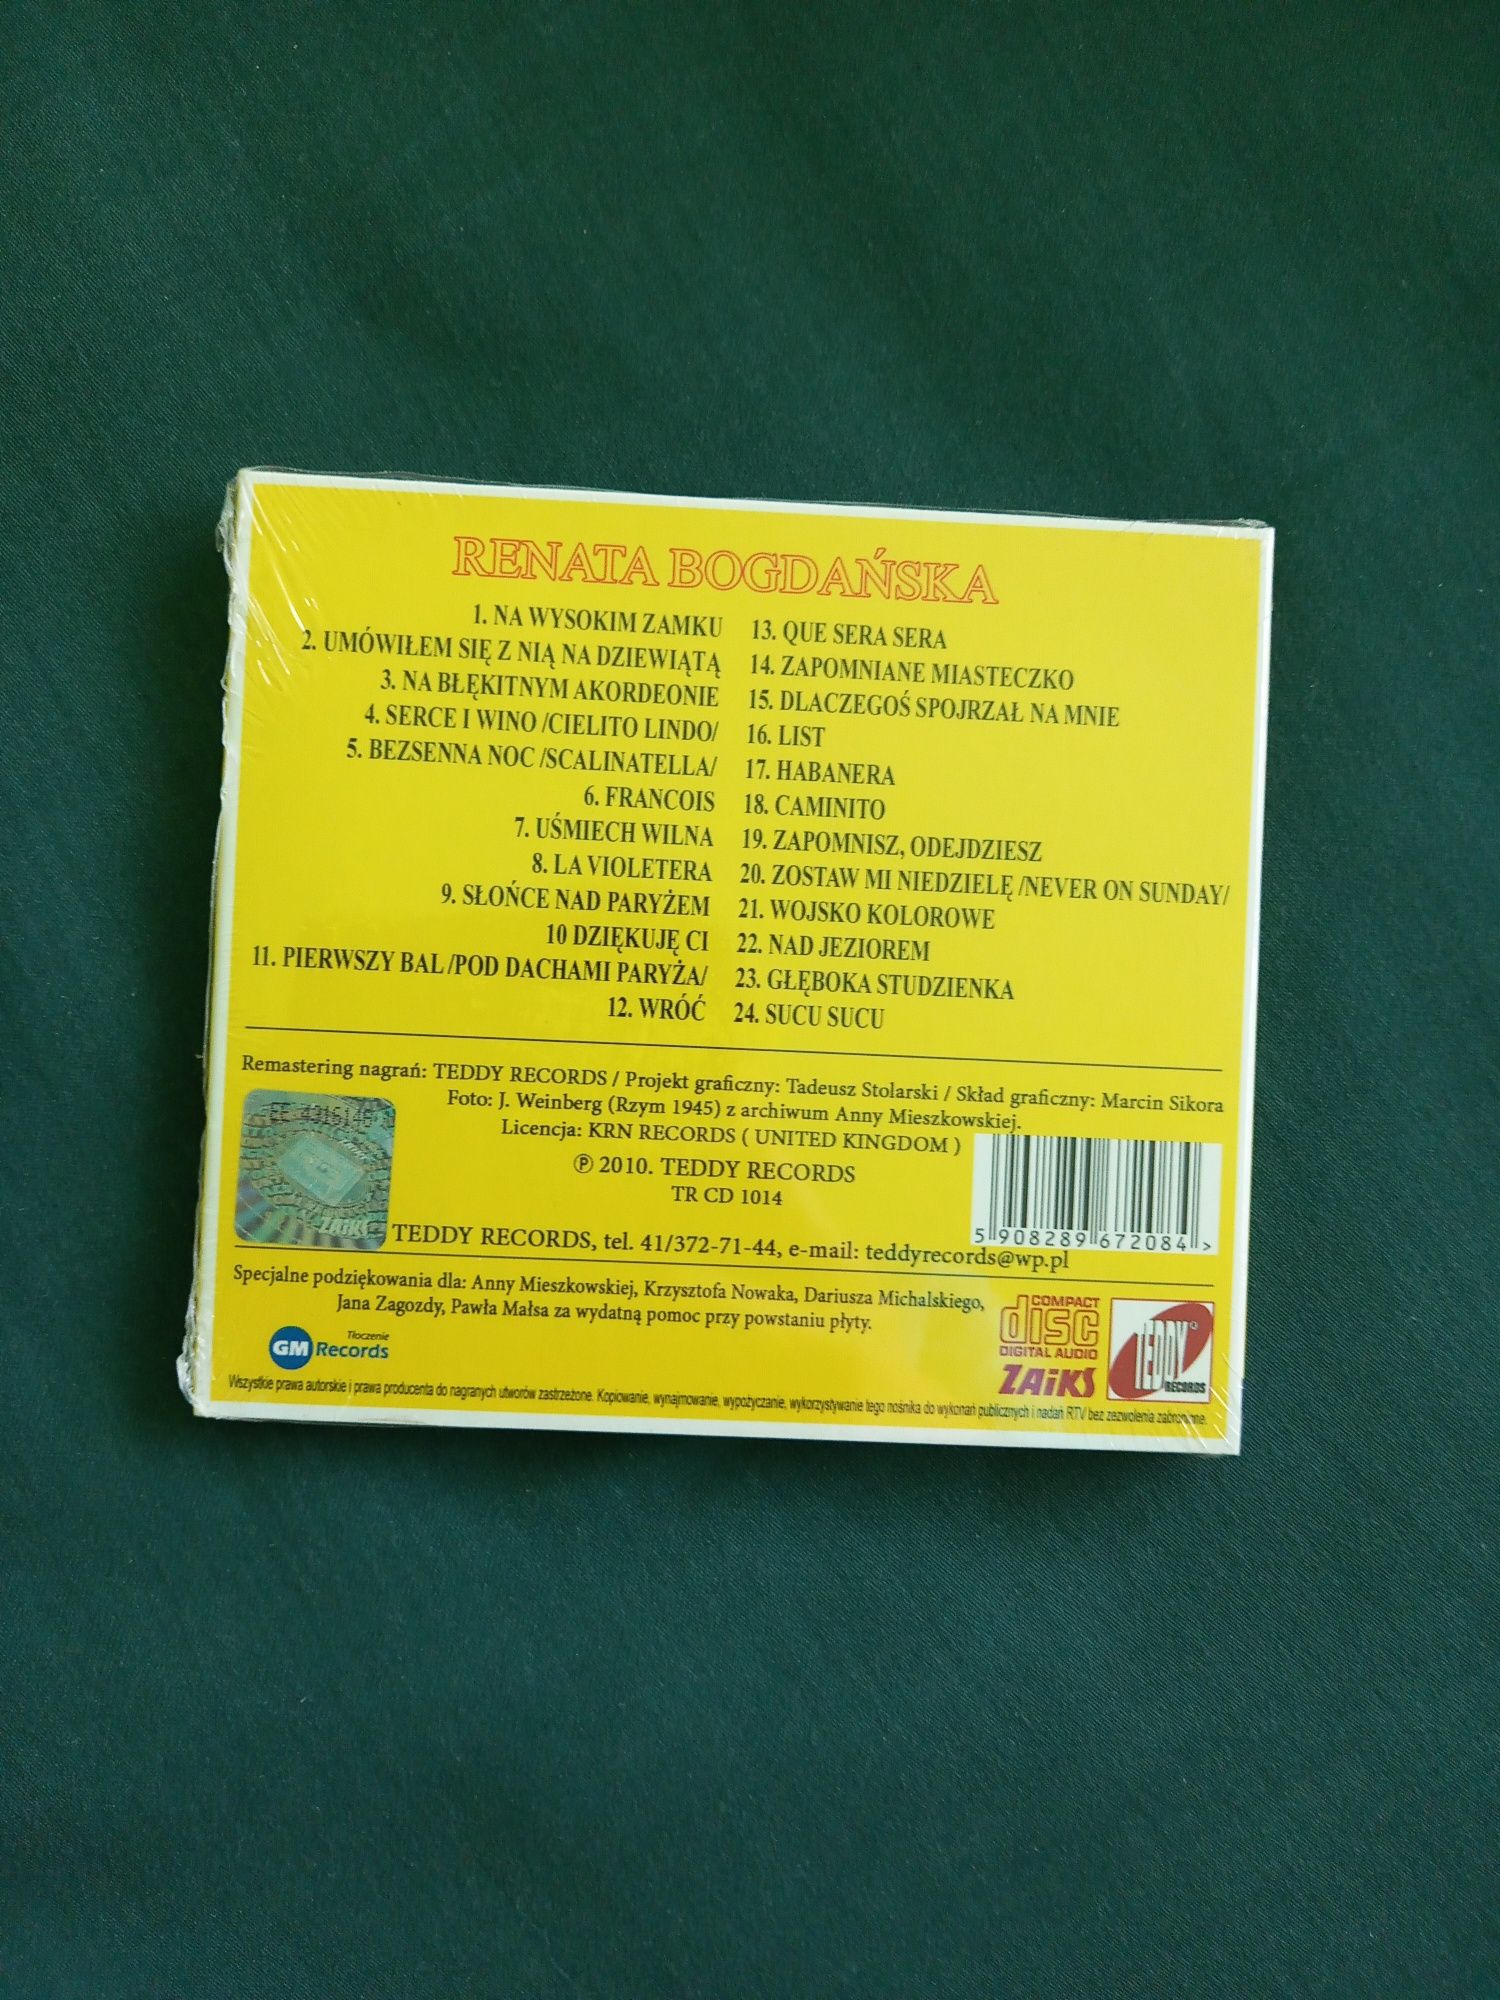 RENATA BOGDAŃSKA
1. NA WYSOKIM ZAMKU
2. UMÓWIŁEM SIĘ Z NIĄ NA DZIEWIĄTĄ
3. NA BŁĘKITNYM AKORDEONIE
4. SERCE I WINO /CIELITO LINDO/
5. BEZSENNA NOC /SCALINATELLA/
6. FRANCOIS
7. UŚMIECH WILNA
8. LA VIOLETERA
9. SŁOŃCE NAD PARYŻEM
10 DZIĘKUJĘ CI
11. PIERWSZY BAL /POD DACHAMI PARYŻA/
12. WRÓĆ
13. QUE SERA SERA
14. ZAPOMNIANE MIASTECZKO
15. DLACZEGOŚ SPOJRZAŁ NA MNIE
16. LIST
17. HABANERA
18. CAMINITO
19. ZAPOMNISZ, ODEJDZIESZ
20. ZOSTAW MI NIEDZIELĘ /NEVER ON SUNDAY/
21. WOJSKO KOLOROWE
22. NAD JEZIOREM
23. GŁĘBOKA STUDZIENKA
24. SUCU SUCU
Remastering nagrań: TEDDY RECORDS / Projekt graficzny: Tadeusz Stolarski / Skład graficzny: Marcin Sikora
Foto: J. Weinberg (Rzym 1945) z archiwum Anny Mieszkowskiej.
Licencja: KRN RECORDS ( UNITED KINGDOM )
℗ 2010. TEDDY RECORDS
TR CD 1014
EE 4316146
ZAiKS
5 908289 672084 >
TEDDY RECORDS, tel. 41/372-71-44, e-mail: teddyrecords@wp.pl
Specjalne podziękowania dla: Anny Mieszkowskiej, Krzysztofa Nowaka, Dariusza Michalskiego,
Jana Zagozdy, Pawła Małsa za wydatną pomoc przy powstaniu płyty.
GM Tłoczenie Records
COMPACT
disc
DIGITAL AUDIO
ZAiKS
TEDDY®
RECORDS
Wszystkie prawa autorskie i prawa producenta do nagranych utworów zastrzeżone. Kopiowanie, wynajmowanie, wypożyczanie, wykorzystywanie tego nośnika do wykonań publicznych i nadań RTV bez zezwolenia zabronione.